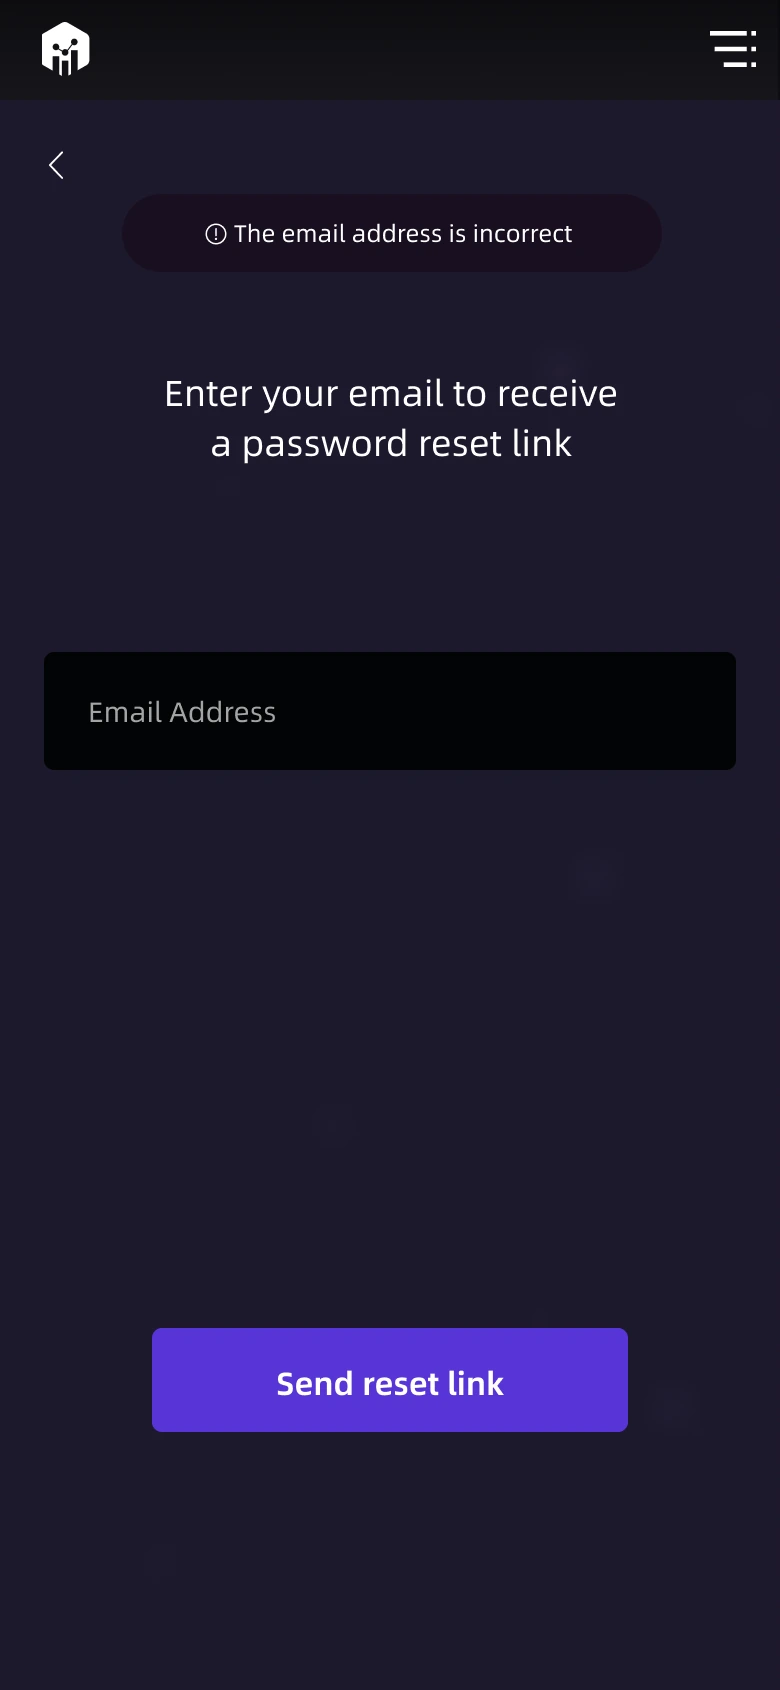 The email address is incorrect
Enter your email to receive
a password reset link
Email Address
Send reset link